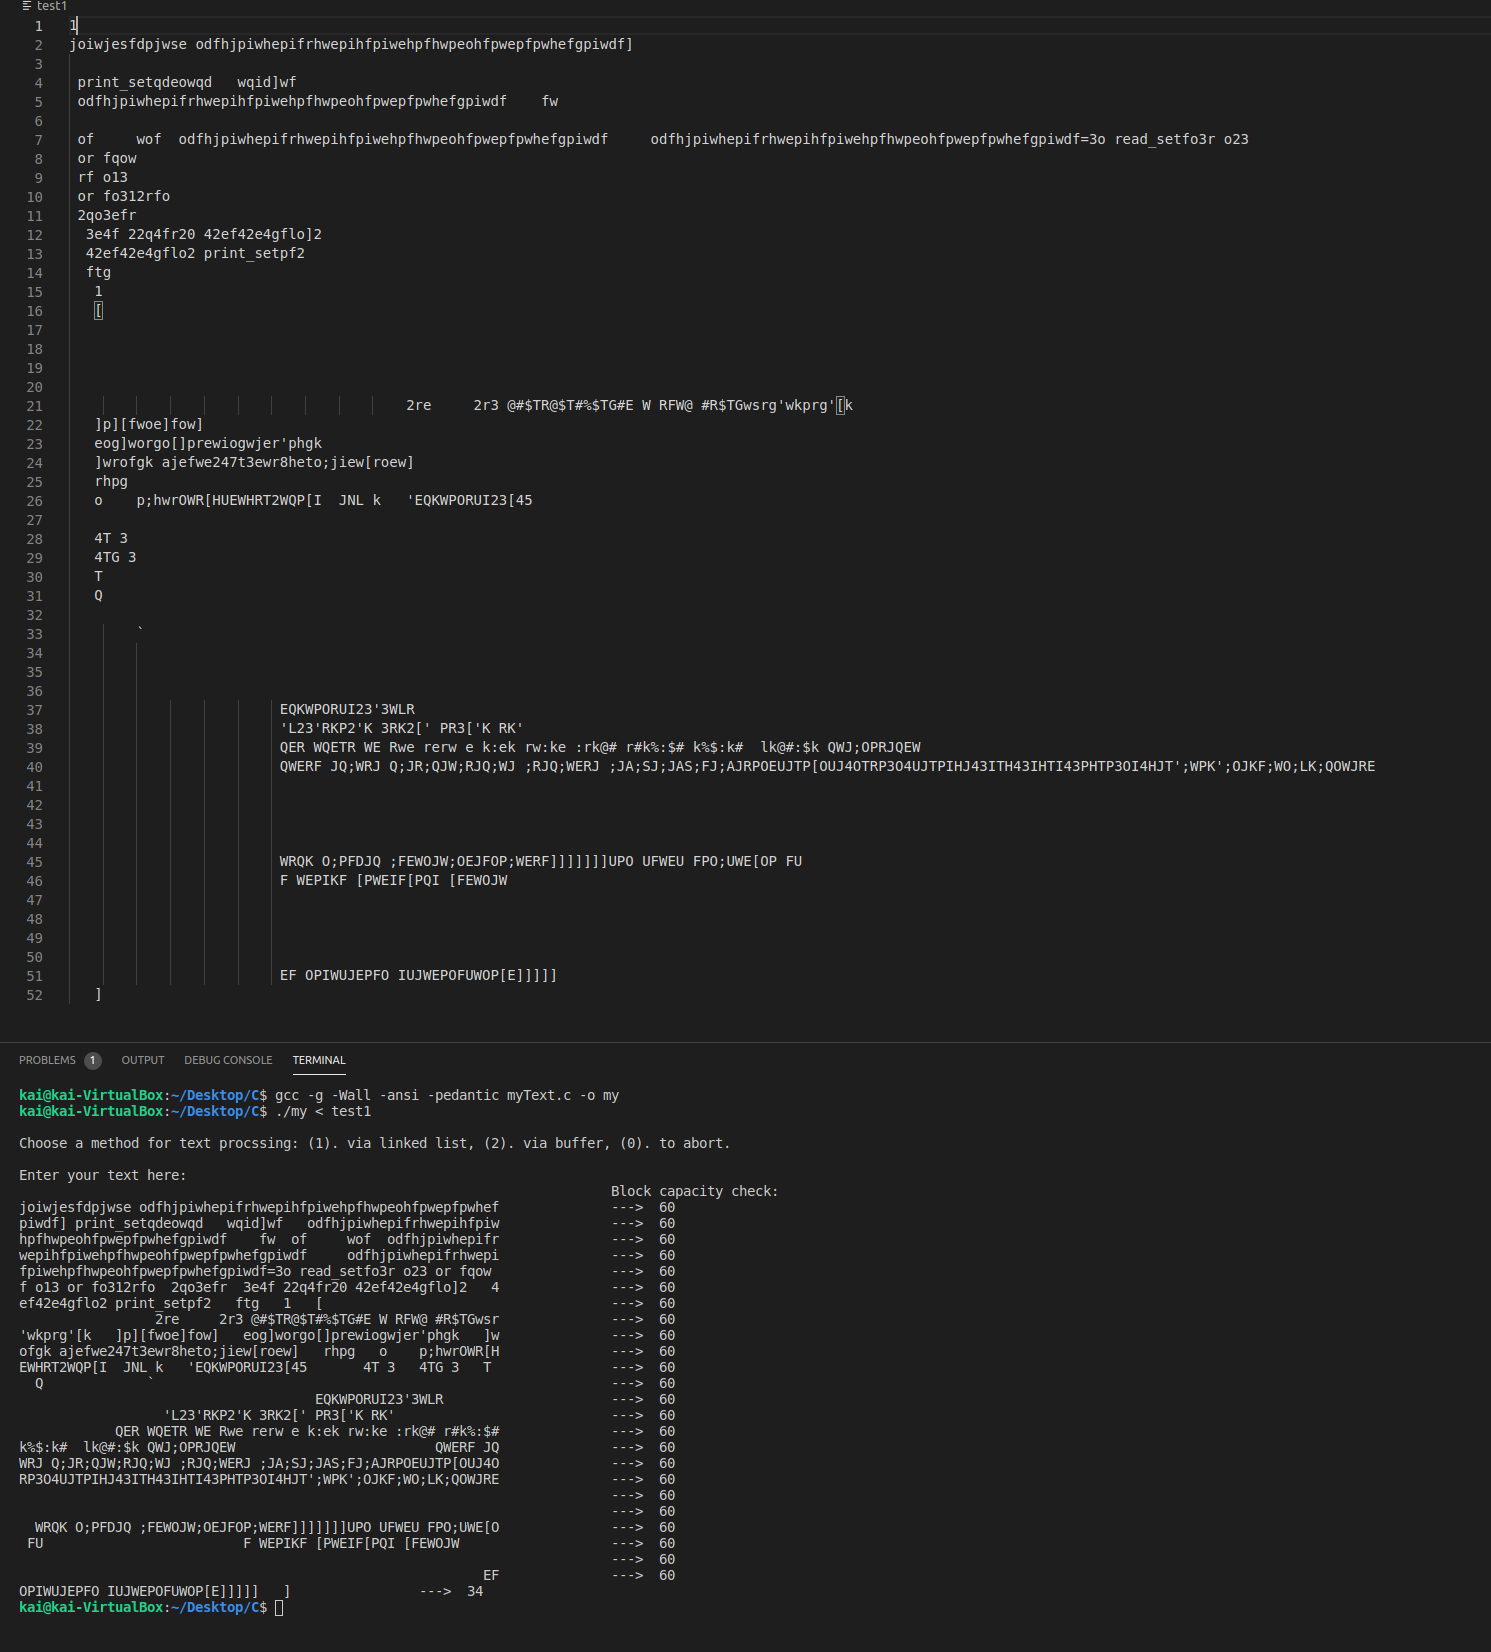 test1
1 1
2 joiwjesfdpjwse odfhjpiwhepifrhwepihfpiwehpfhwpeohfpwepfpwhefgpiwdf]
3
4 print_setqdeowqd   wqid]wf
5 odfhjpiwhepifrhwepihfpiwehpfhwpeohfpwepfpwhefgpiwdf    fw
6
7 of     wof  odfhjpiwhepifrhwepihfpiwehpfhwpeohfpwepfpwhefgpiwdf     odfhjpiwhepifrhwepihfpiwehpfhwpeohfpwepfpwhefgpiwdf=3o read_setfo3r o23
8 or fqow
9 rf o13
10 or fo312rfo
11 2qo3efr
12 3e4f 22q4fr20 42ef42e4gflo]2
13 42ef42e4gflo2 print_setpf2
14 ftg
15 1
16 [
17
18
19
20
21 2re     2r3 @#$TR@$T#%$TG#E W RFW@ #R$TGwsrg'wkprg'[k
22 ]p][fwoe]fow]
23 eog]worgo[]prewiogwjer'phgk
24 ]wrofgk ajefwe247t3ewr8heto;jiew[roew]
25 rhpg
26 o    p;hwrOWR[HUEWHRT2WQP[I  JNL k   'EQKWPORUI23[45
27
28 4T 3
29 4TG 3
30 T
31 Q
32
33 `
34
35
36
37 EQKWPORUI23'3WLR
38 'L23'RKP2'K 3RK2[' PR3['K RK'
39 QER WQETR WE Rwe rerw e k:ek rw:ke :rk@# r#k%:$# k%$:k#  lk@#:$k QWJ;OPRJQEW
40 QWERF JQ;WRJ Q;JR;QJW;RJQ;WJ ;RJQ;WERJ ;JA;SJ;JAS;FJ;AJRPOEUJTP[OUJ4OTRP3O4UJTPIHJ43ITH43IHTI43PHTP3OI4HJT';WPK';OJKF;WO;LK;QOWJRE
41
42
43
44
45 WRQK O;PFDJQ ;FEWOJW;OEJFOP;WERF]]]]]]]UPO UFWEU FPO;UWE[OP FU
46 F WEPIKF [PWEIF[PQI [FEWOJW
47
48
49
50
51 EF OPIWUJEPFO IUJWEPOFUWOP[E]]]]]
52 ]
PROBLEMS 1 OUTPUT DEBUG CONSOLE TERMINAL
kai@kai-VirtualBox:~/Desktop/C$ gcc -g -Wall -ansi -pedantic myText.c -o my
kai@kai-VirtualBox:~/Desktop/C$ ./my < test1
Choose a method for text procssing: (1). via linked list, (2). via buffer, (0). to abort.
Enter your text here:
Block capacity check:
joiwjesfdpjwse odfhjpiwhepifrhwepihfpiwehpfhwpeohfpwepfpwhef ---> 60
piwdf] print_setqdeowqd   wqid]wf   odfhjpiwhepifrhwepihfpiw ---> 60
hpfhwpeohfpwepfpwhefgpiwdf    fw  of     wof  odfhjpiwhepifr ---> 60
wepihfpiwehpfhwpeohfpwepfpwhefgpiwdf     odfhjpiwhepifrhwepi ---> 60
fpiwehpfhwpeohfpwepfpwhefgpiwdf=3o read_setfo3r o23 or fqow ---> 60
f o13 or fo312rfo  2qo3efr  3e4f 22q4fr20 42ef42e4gflo]2   4 ---> 60
ef42e4gflo2 print_setpf2   ftg   1   [ ---> 60
2re     2r3 @#$TR@$T#%$TG#E W RFW@ #R$TGwsr ---> 60
'wkprg'[k   ]p][fwoe]fow]   eog]worgo[]prewiogwjer'phgk   ]w ---> 60
ofgk ajefwe247t3ewr8heto;jiew[roew]   rhpg   o    p;hwrOWR[H ---> 60
EWHRT2WQP[I  JNL k   'EQKWPORUI23[45       4T 3   4TG 3   T ---> 60
Q             ` ---> 60
EQKWPORUI23'3WLR ---> 60
'L23'RKP2'K 3RK2[' PR3['K RK' ---> 60
QER WQETR WE Rwe rerw e k:ek rw:ke :rk@# r#k%:$# ---> 60
k%$:k#  lk@#:$k QWJ;OPRJQEW                         QWERF JQ ---> 60
WRJ Q;JR;QJW;RJQ;WJ ;RJQ;WERJ ;JA;SJ;JAS;FJ;AJRPOEUJTP[OUJ4O ---> 60
RP3O4UJTPIHJ43ITH43IHTI43PHTP3OI4HJT';WPK';OJKF;WO;LK;QOWJRE ---> 60
---> 60
---> 60
WRQK O;PFDJQ ;FEWOJW;OEJFOP;WERF]]]]]]]UPO UFWEU FPO;UWE[O ---> 60
FU                         F WEPIKF [PWEIF[PQI [FEWOJW ---> 60
---> 60
EF ---> 60
OPIWUJEPFO IUJWEPOFUWOP[E]]]]]   ] ---> 34
kai@kai-VirtualBox:~/Desktop/C$